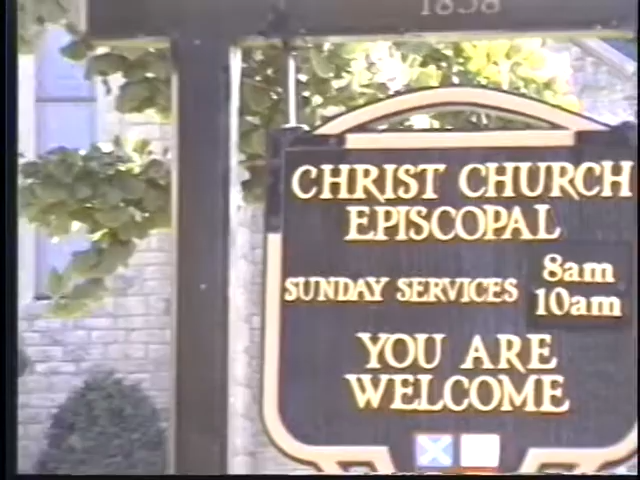 1858
CHRIST CHURCH
EPISCOPAL
SUNDAY SERVICES 8am
10am
YOU ARE
WELCOME